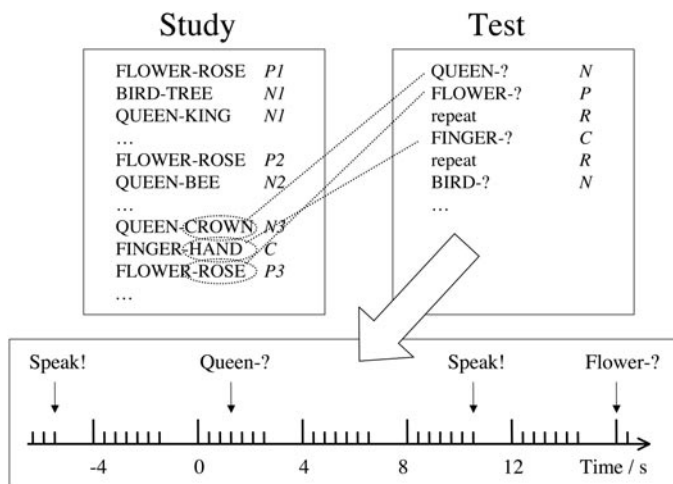 Study
FLOWER-ROSE P1
BIRD-TREE N1
QUEEN-KING N1
...
FLOWER-ROSE P2
QUEEN-BEE N2
...
QUEEN-CROWN N3
FINGER-HAND C
FLOWER-ROSE P3
...
Test
QUEEN-? N
FLOWER-? P
repeat R
FINGER-? C
repeat R
BIRD-? N
...
Speak! Queen-? Speak! Flower-?
-4 0 4 8 12 Time / s